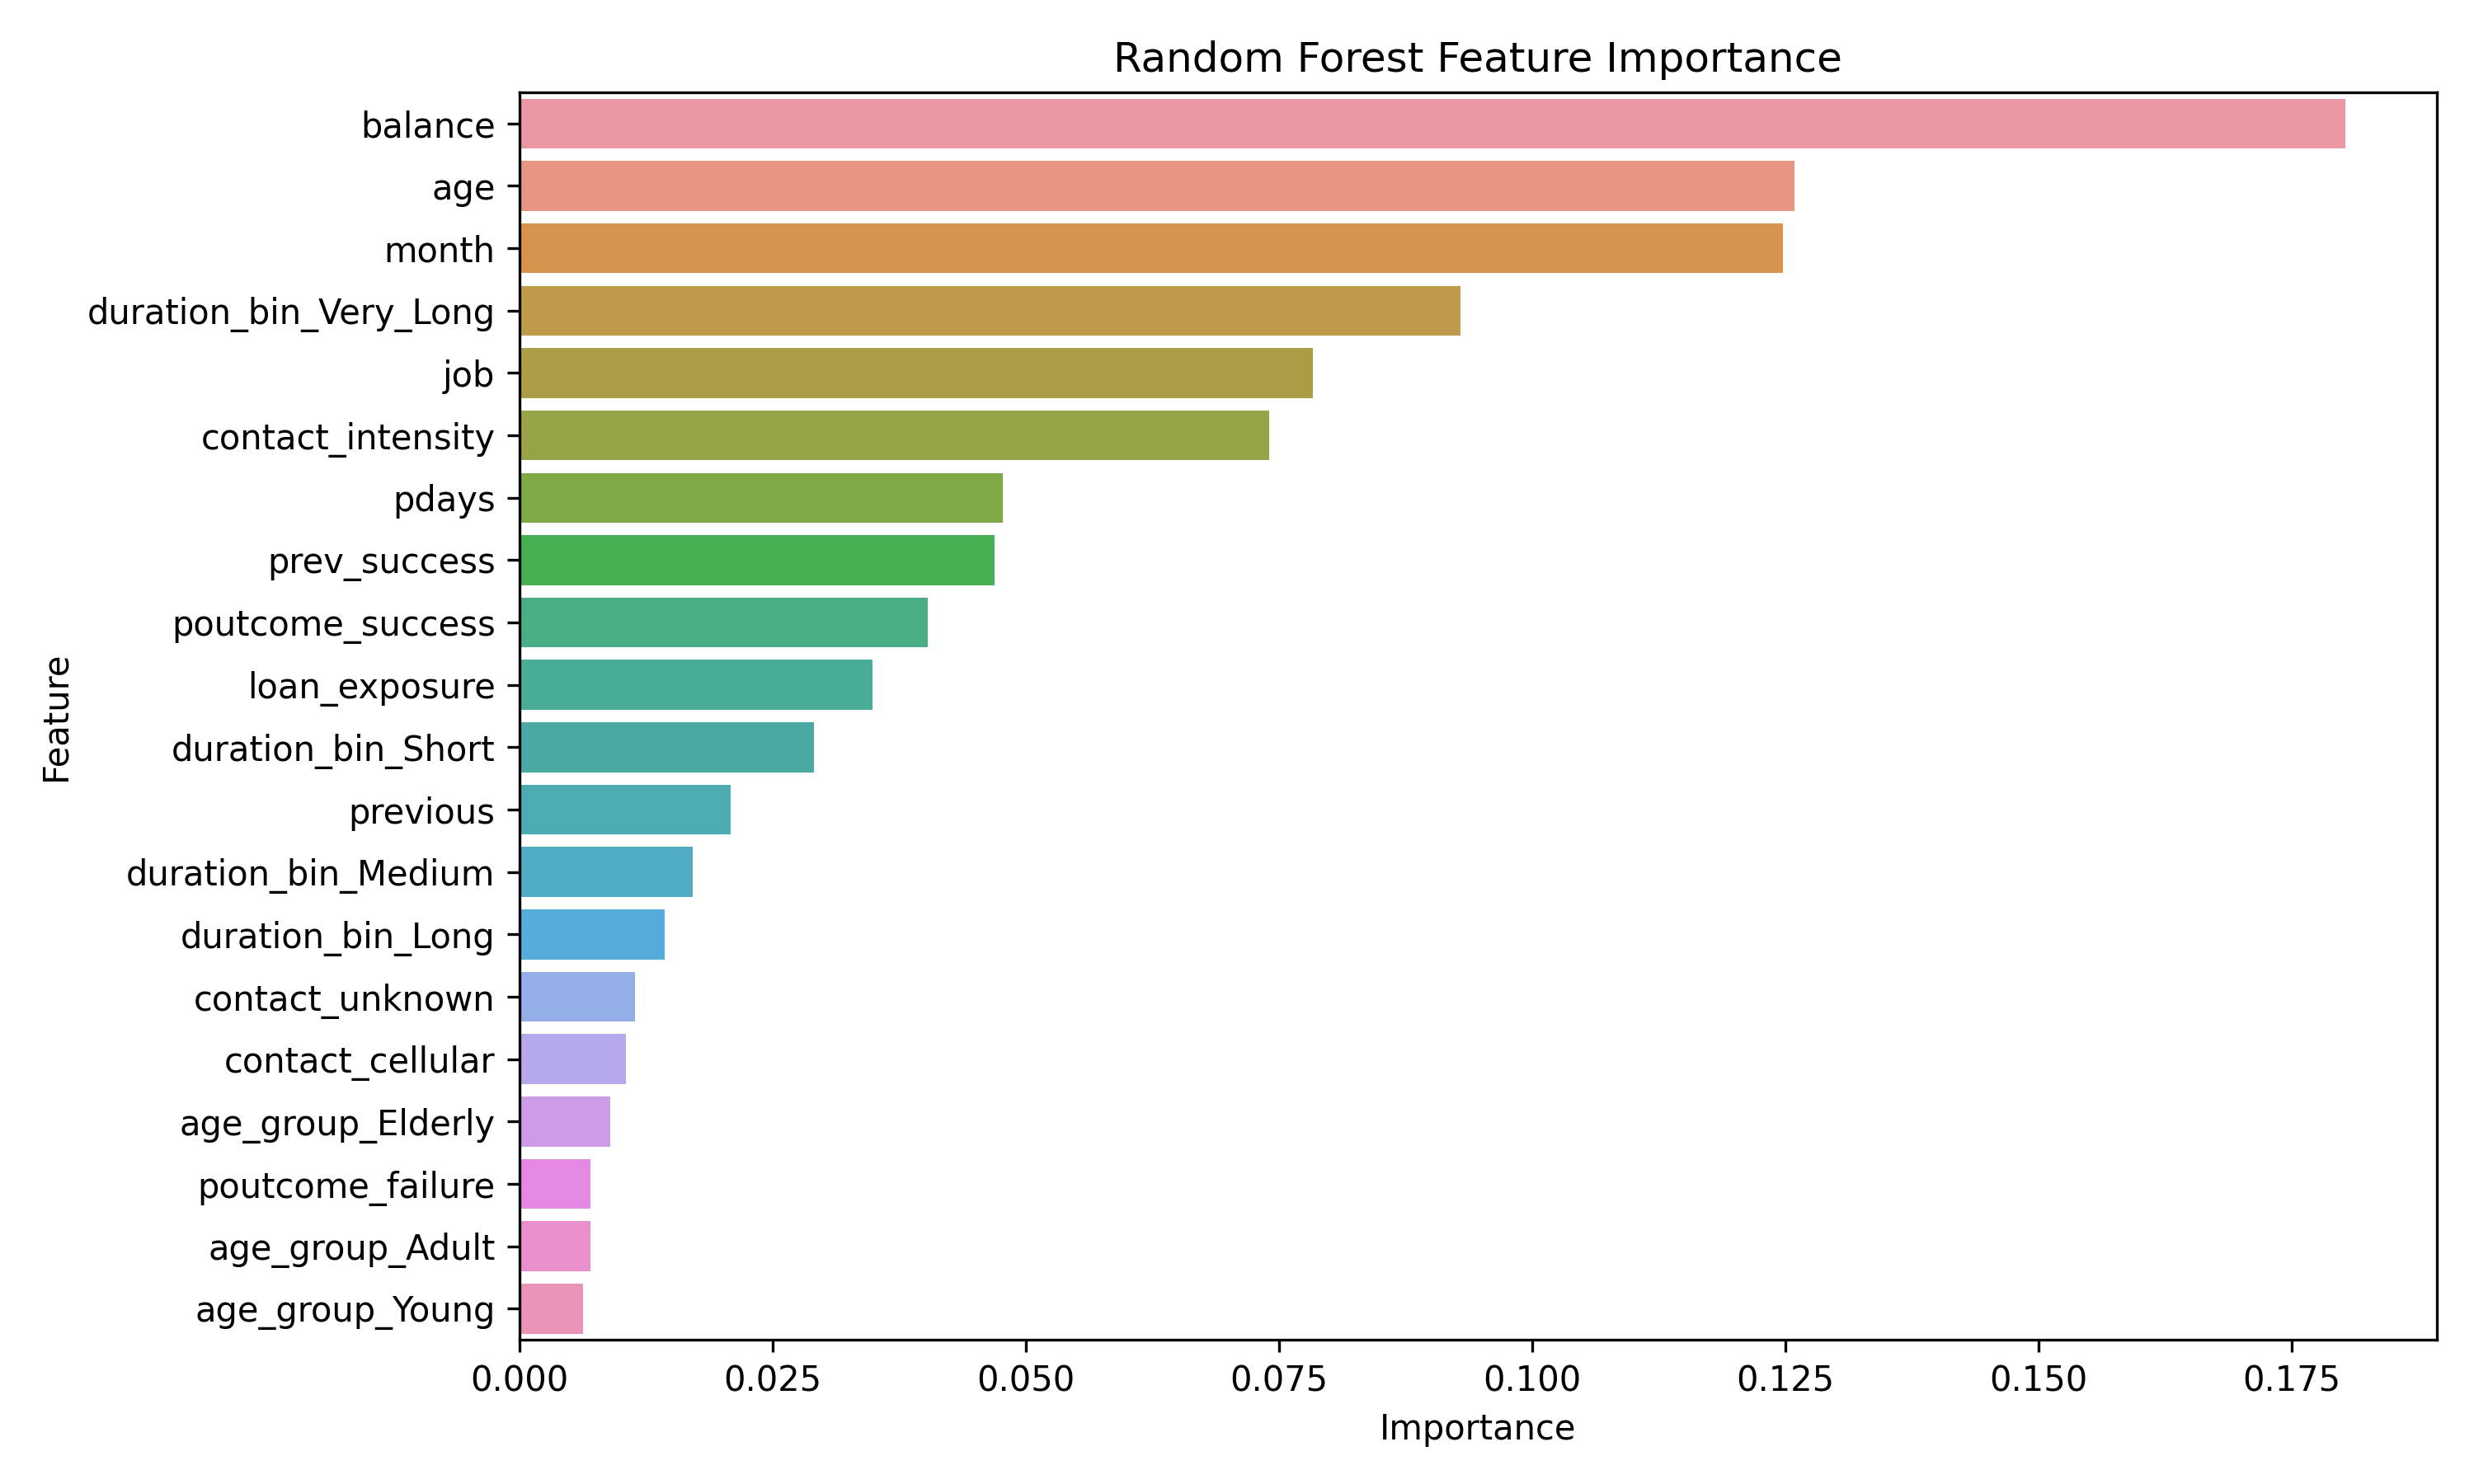 Random Forest Feature Importance
balance
age
month
duration_bin_Very_Long
job
contact_intensity
pdays
prev_success
poutcome_success
loan_exposure
duration_bin_Short
previous
duration_bin_Medium
duration_bin_Long
contact_unknown
contact_cellular
age_group_Elderly
poutcome_failure
age_group_Adult
age_group_Young
Feature
0.000 0.025 0.050 0.075 0.100 0.125 0.150 0.175
Importance